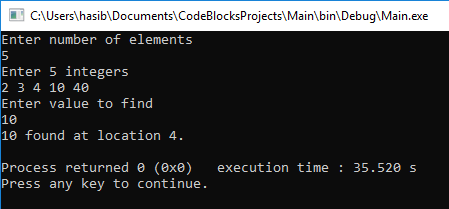 C:\Users\hasib\Documents\CodeBlocksProjects\Main\bin\Debug\Main.exe
Enter number of elements
5
Enter 5 integers
2 3 4 10 40
Enter value to find
10
10 found at location 4.
Process returned 0 (0x0)   execution time : 35.520 s
Press any key to continue.